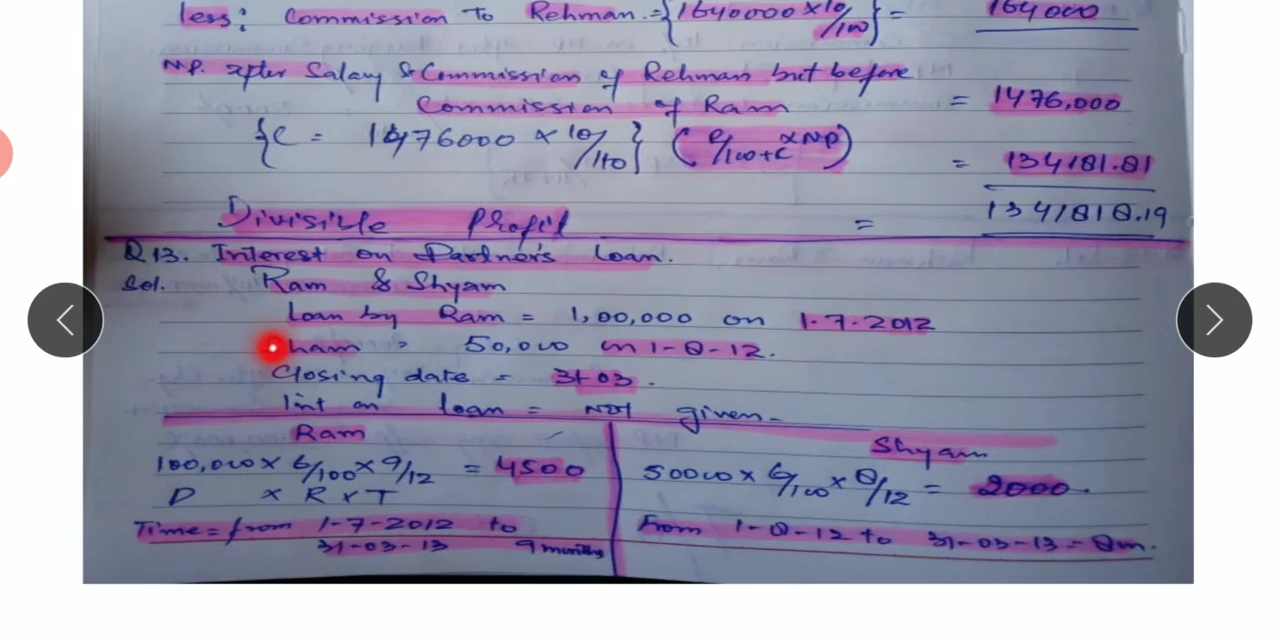 less: Commission to Rehman = {1640000 × 10/100} = 164000
NP. after Salary & Commission of Rehman but before
Commission of Ram = 1476,000
{C = 1476000 × 10/110} (C/100+C × NP) = 134181.81
Divisible Profit = 1341818.19
Q13. Interest on Partner's Loan.
Sol. Ram & Shyam
Loan by Ram = 1,00,000 on 1.7.2012
ham = 50,000 on 1-8-12.
Closing date = 31-03.
Int on loan = Not given.
Ram
100,000 × 6/100 × 9/12 = 4500
P × R × T
Time = from 1-7-2012 to
31-03-13 9 months
Shyam
50000 × 6/100 × 8/12 = 2000.
From 1-8-12 to 31-03-13 = 8m.